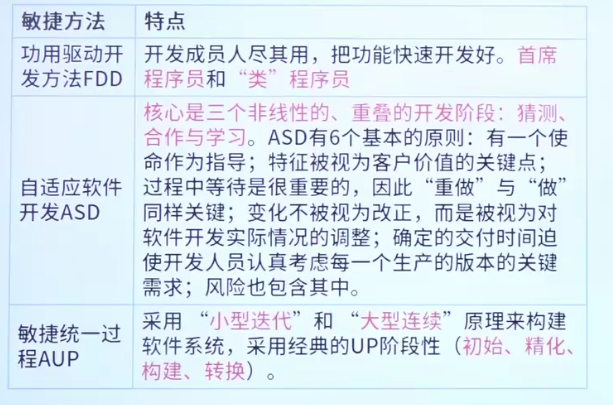 敏捷方法 特点
功用驱动开 开发成员人尽其用，把功能快速开发好。首席
发方法FDD 程序员和“类”程序员
核心是三个非线性的、重叠的开发阶段：猜测、
合作与学习。ASD有6个基本的原则：有一个使
命作为指导；特征被视为客户价值的关键点；
自适应软件 过程中等待是很重要的，因此“重做”与“做”
开发ASD 同样关键；变化不被视为改正，而是被视为对
软件开发实际情况的调整；确定的交付时间迫
使开发人员认真考虑每一个生产的版本的关键
需求；风险也包含其中。
敏捷统一过 采用 “小型迭代”和 “大型连续”原理来构建
程AUP 软件系统，采用经典的UP阶段性（初始、精化、
构建、转换）。